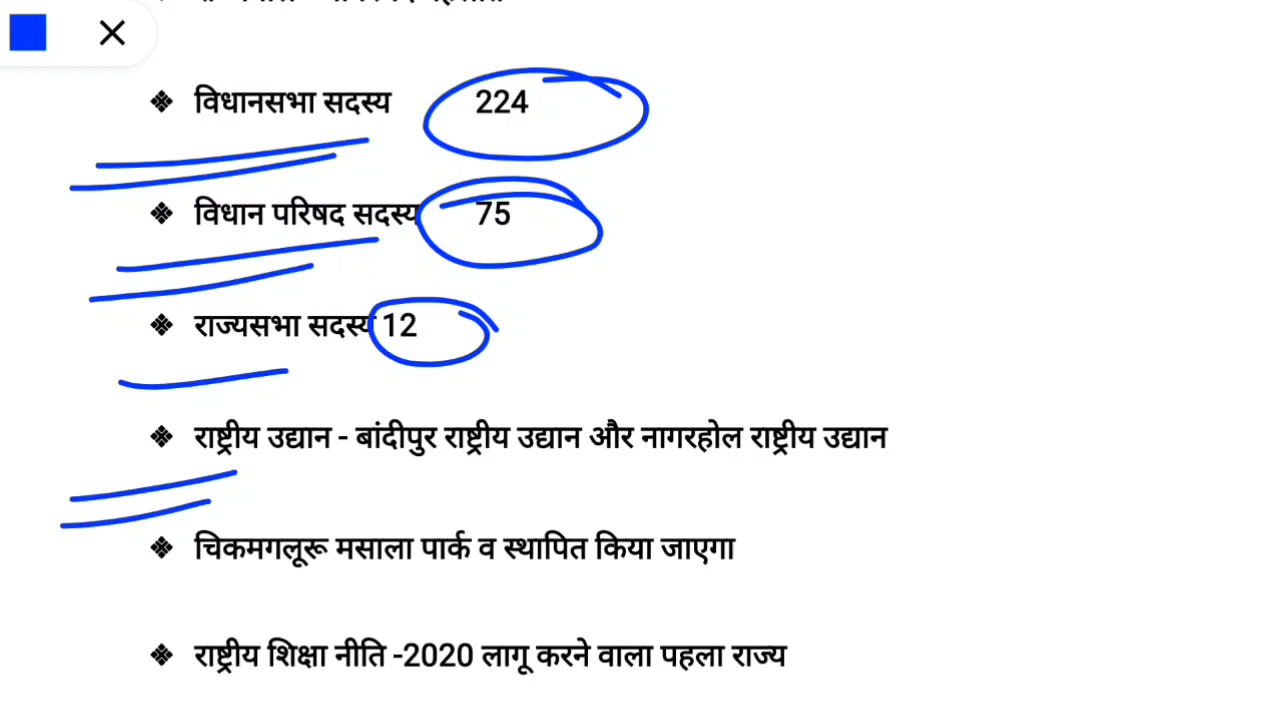 ❖ विधानसभा सदस्य 224
❖ विधान परिषद सदस्य 75
❖ राज्यसभा सदस्य 12
❖ राष्ट्रीय उद्यान - बांदीपुर राष्ट्रीय उद्यान और नागरहोल राष्ट्रीय उद्यान
❖ चिकमगलूरू मसाला पार्क व स्थापित किया जाएगा
❖ राष्ट्रीय शिक्षा नीति -2020 लागू करने वाला पहला राज्य